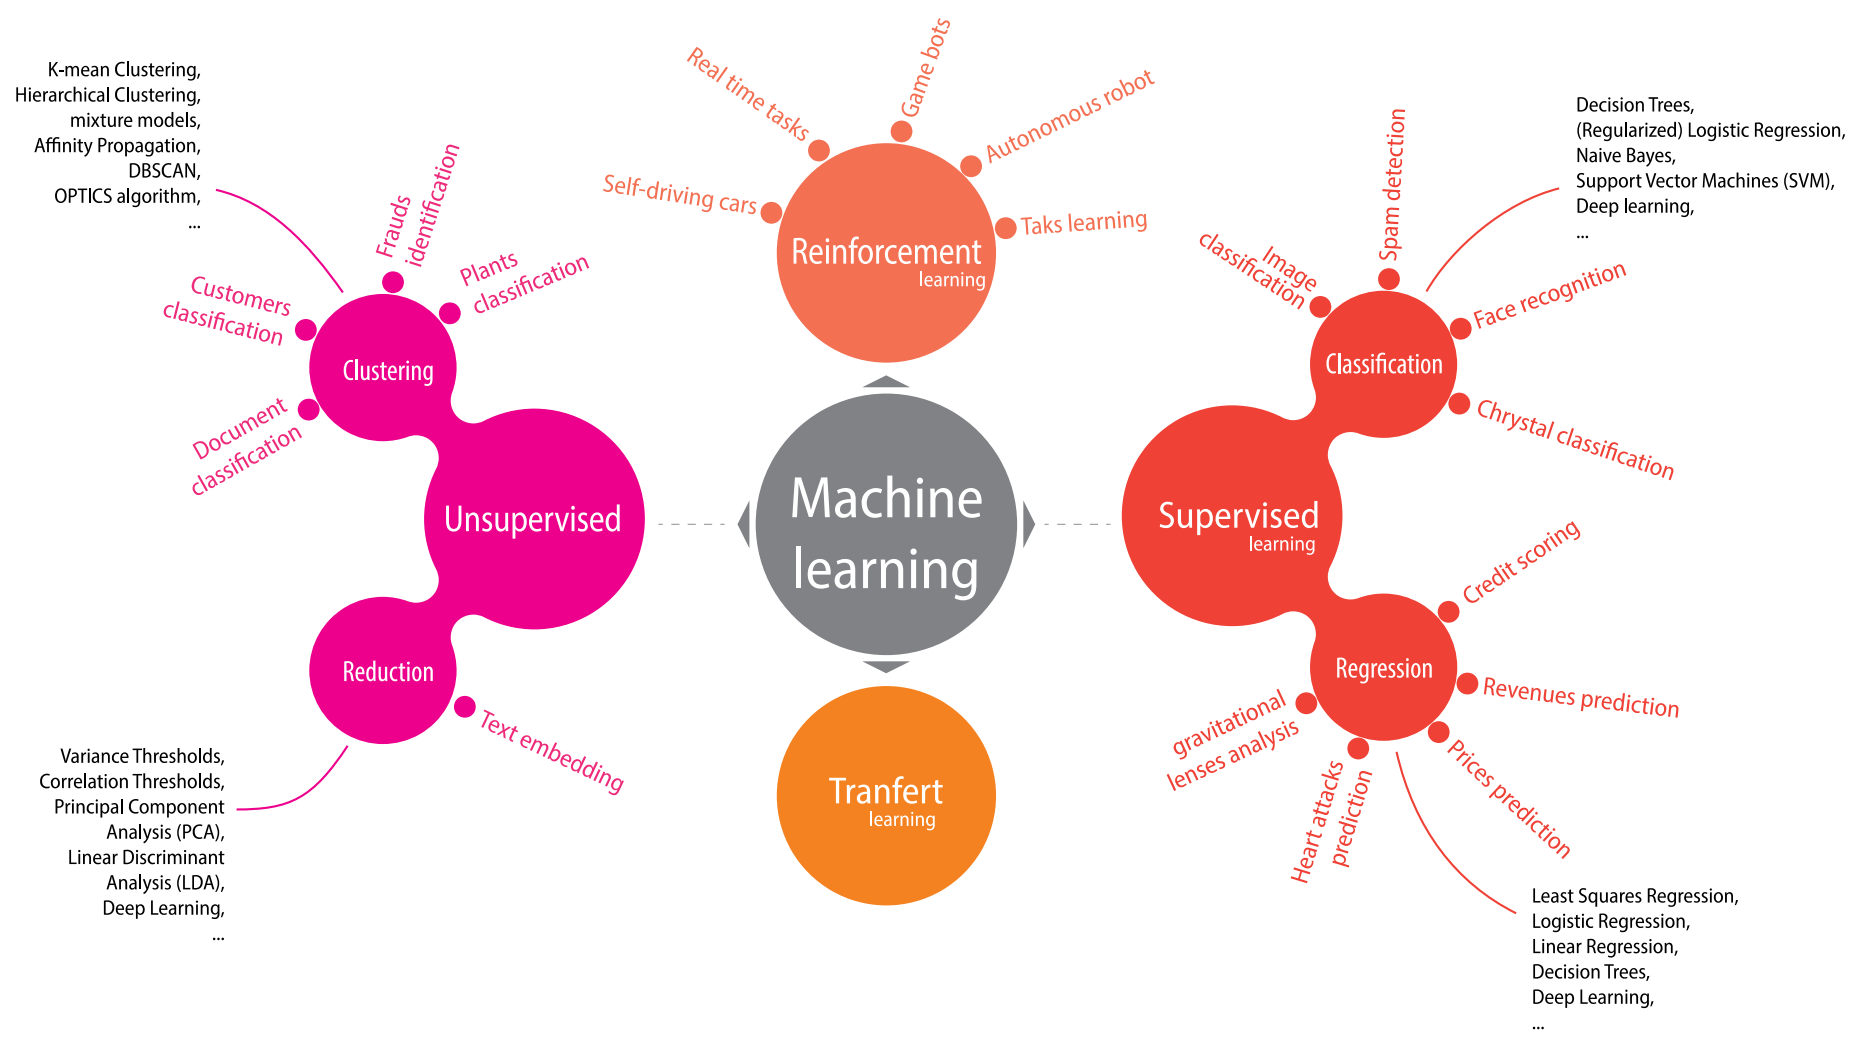 K-mean Clustering,
Hierarchical Clustering,
mixture models,
Affinity Propagation,
DBSCAN,
OPTICS algorithm,
...
Frauds
identification
Plants
classification
Customers
classification
Document
classification
Clustering
Unsupervised
Reduction
Text embedding
Variance Thresholds,
Correlation Thresholds,
Principal Component
Analysis (PCA),
Linear Discriminant
Analysis (LDA),
Deep Learning,
...
Self-driving cars
Real time tasks
Game bots
Autonomous robot
Taks learning
Reinforcement
learning
Machine
learning
Tranfert
learning
Decision Trees,
(Regularized) Logistic Regression,
Naive Bayes,
Support Vector Machines (SVM),
Deep learning,
...
Image
classification
Spam detection
Face recognition
Chrystal classification
Classification
Supervised
learning
Regression
Credit scoring
Revenues prediction
Prices prediction
Heart attacks
prediction
gravitational
lenses analysis
Least Squares Regression,
Logistic Regression,
Linear Regression,
Decision Trees,
Deep Learning,
...